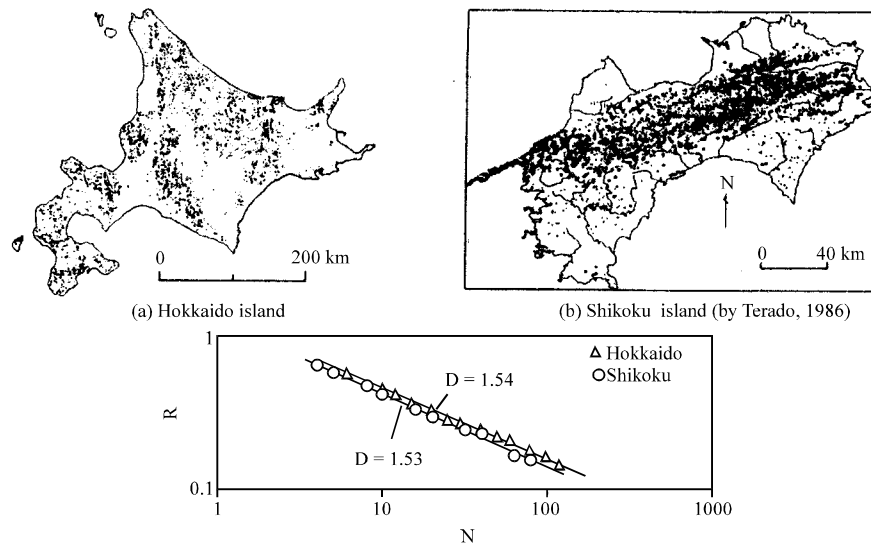 0
200 km
(a) Hokkaido island
N
0
40 km
(b) Shikoku island (by Terado, 1986)
1
R
0.1
△ Hokkaido
○ Shikoku
D = 1.54
D = 1.53
1
10
100
1000
N